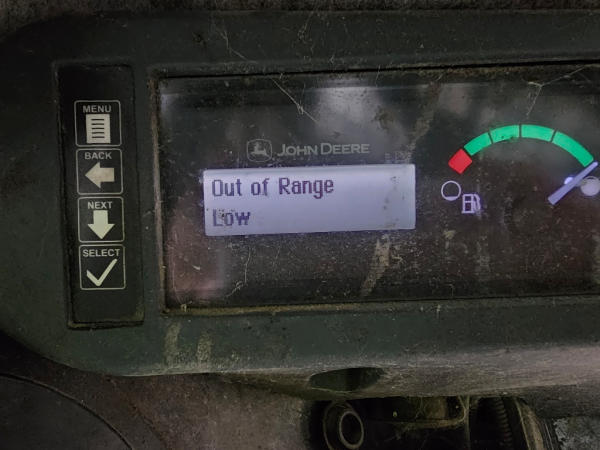 MENU
BACK
NEXT
SELECT
JOHN DEERE
Out of Range
Low